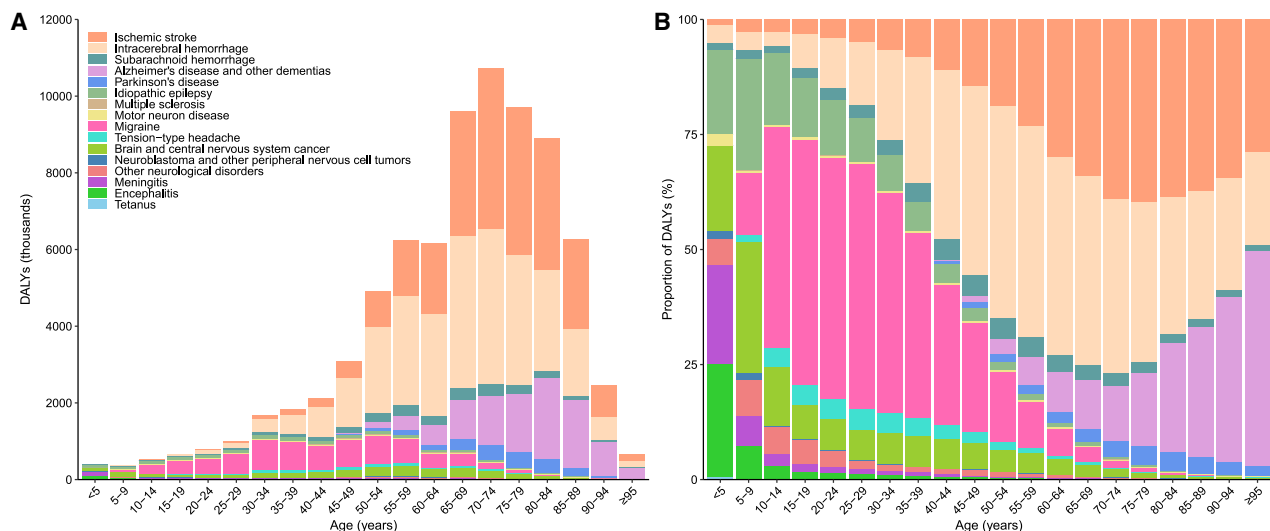 A
12000
10000
8000
6000
4000
2000
0
DALYs (thousands)
Ischemic stroke
Intracerebral hemorrhage
Subarachnoid hemorrhage
Alzheimer's disease and other dementias
Parkinson's disease
Idiopathic epilepsy
Multiple sclerosis
Motor neuron disease
Migraine
Tension−type headache
Brain and central nervous system cancer
Neuroblastoma and other peripheral nervous cell tumors
Other neurological disorders
Meningitis
Encephalitis
Tetanus
<5 5−9 10−14 15−19 20−24 25−29 30−34 35−39 40−44 45−49 50−54 55−59 60−64 65−69 70−74 75−79 80−84 85−89 90−94 ≥95
Age (years)
B
100
75
50
25
0
Proportion of DALYs (%)
<5 5−9 10−14 15−19 20−24 25−29 30−34 35−39 40−44 45−49 50−54 55−59 60−64 65−69 70−74 75−79 80−84 85−89 90−94 ≥95
Age (years)